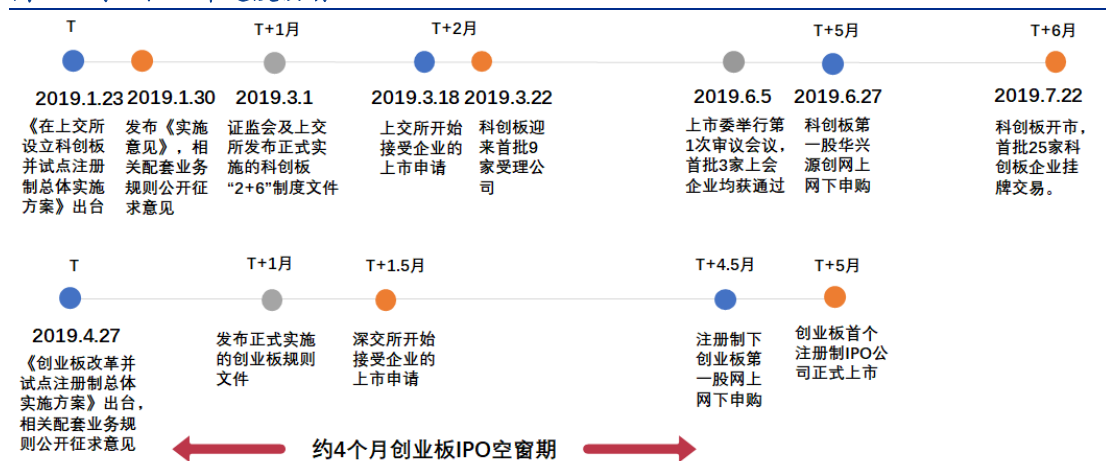 T
T+1月
T+2月
T+5月
T+6月
2019.1.23
2019.1.30
2019.3.1
2019.3.18
2019.3.22
2019.6.5
2019.6.27
2019.7.22
《在上交所
设立科创板
并试点注册
制总体实施
方案》出台
发布《实施
意见》，相
关配套业务
规则公开征
求意见
证监会及上交
所发布正式实
施的科创板
“2+6”制度文件
上交所开始
接受企业的
上市申请
科创板迎
来首批9
家受理公
司
上市委举行第
1次审议会议，
首批3家上会
企业均获通过
科创板第
一股华兴
源创网上
网下申购
科创板开市，
首批25家科
创板企业挂
牌交易。
T
T+1月
T+1.5月
T+4.5月
T+5月
2019.4.27
《创业板改革并
试点注册制总体
实施方案》出台，
相关配套业务规
则公开征求意见
发布正式实施
的创业板规则
文件
深交所开始
接受企业的
上市申请
注册制下
创业板第
一股网上
网下申购
创业板首个
注册制IPO公
司正式上市
约4个月创业板IPO空窗期